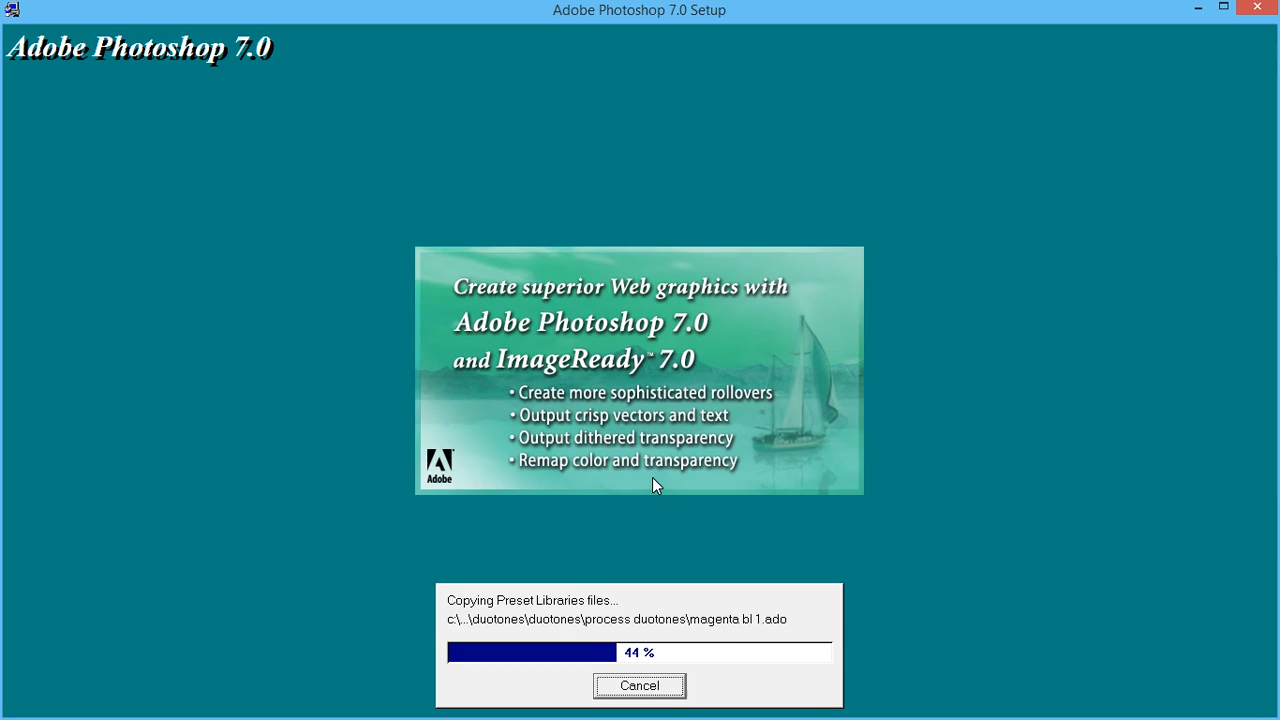 Adobe Photoshop 7.0 Setup
Adobe Photoshop 7.0
Create superior Web graphics with
Adobe Photoshop 7.0
and ImageReady™ 7.0
• Create more sophisticated rollovers
• Output crisp vectors and text
• Output dithered transparency
• Remap color and transparency
Adobe
Copying Preset Libraries files...
c:\...\duotones\duotones\process duotones\magenta bl 1.ado
44 %
Cancel